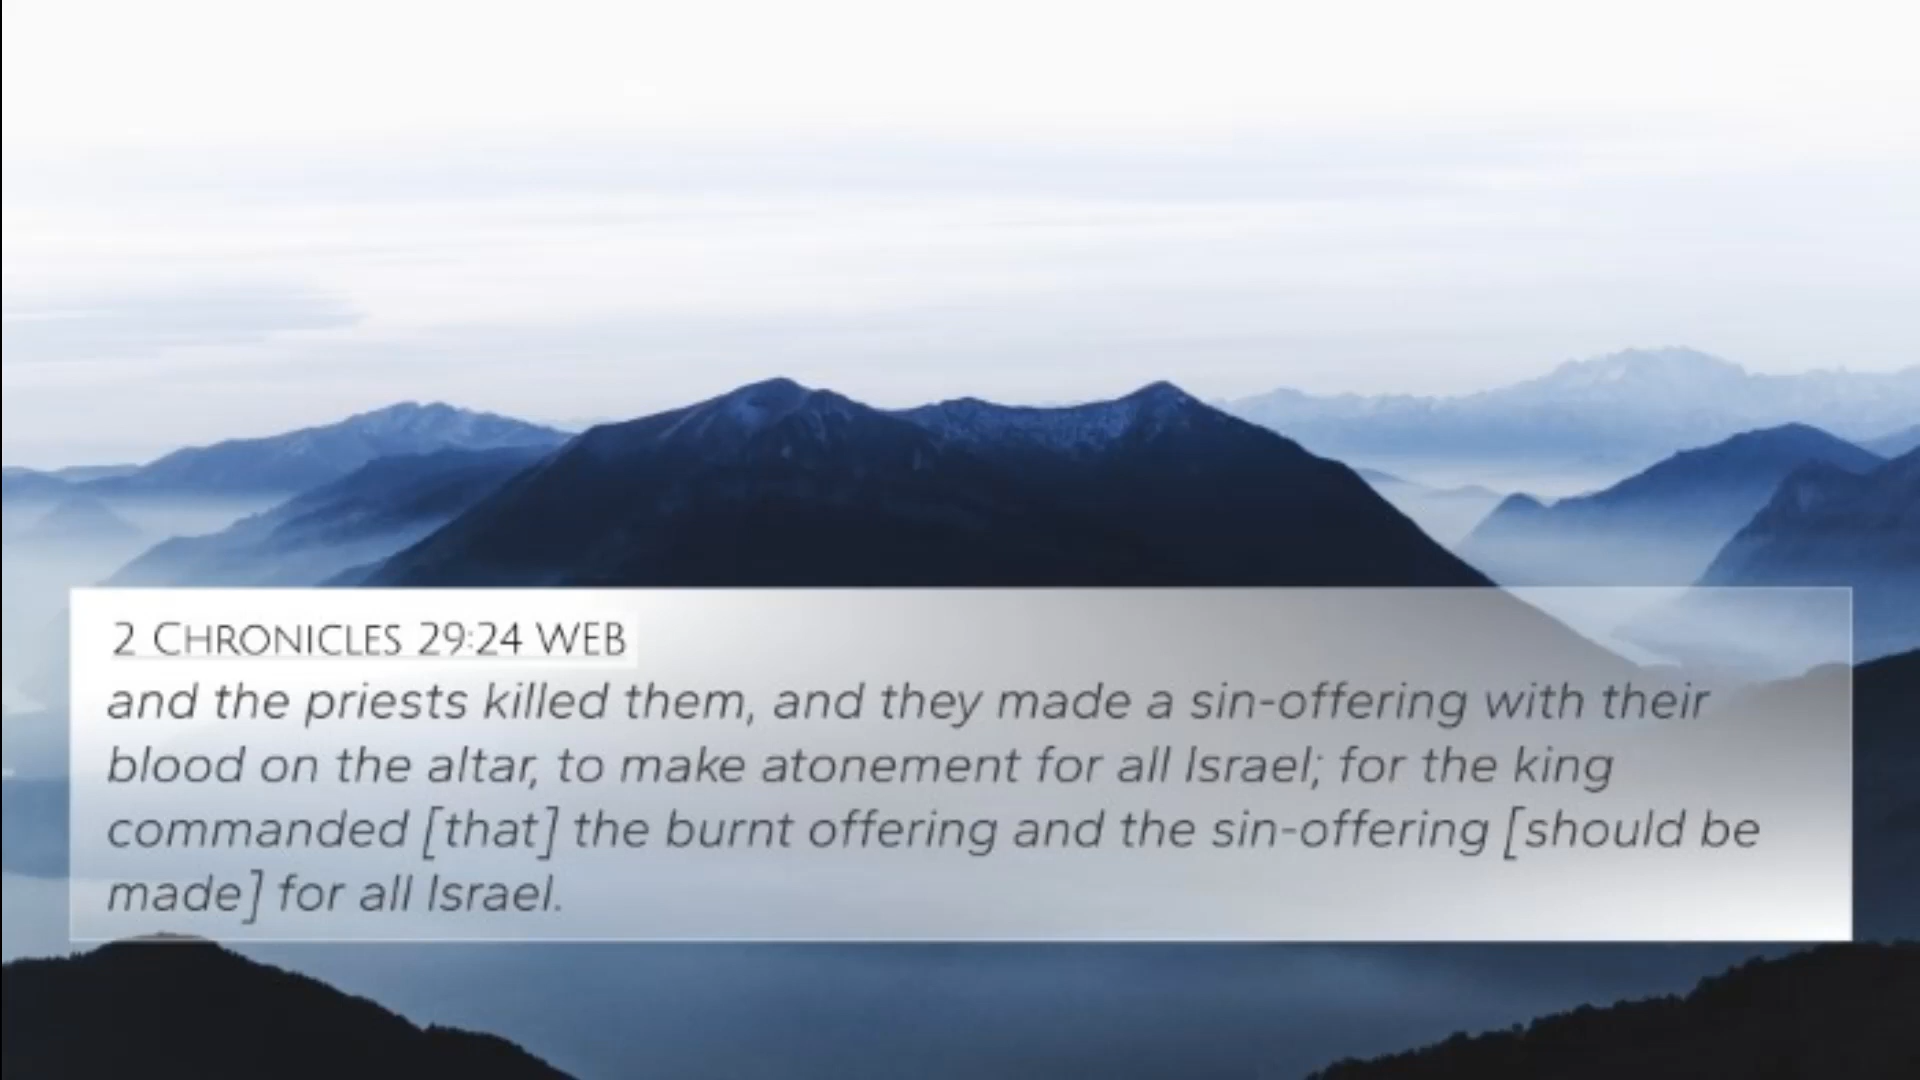 2 Chronicles 29:24 WEB
and the priests killed them, and they made a sin-offering with their
blood on the altar, to make atonement for all Israel; for the king
commanded [that] the burnt offering and the sin-offering [should be
made] for all Israel.